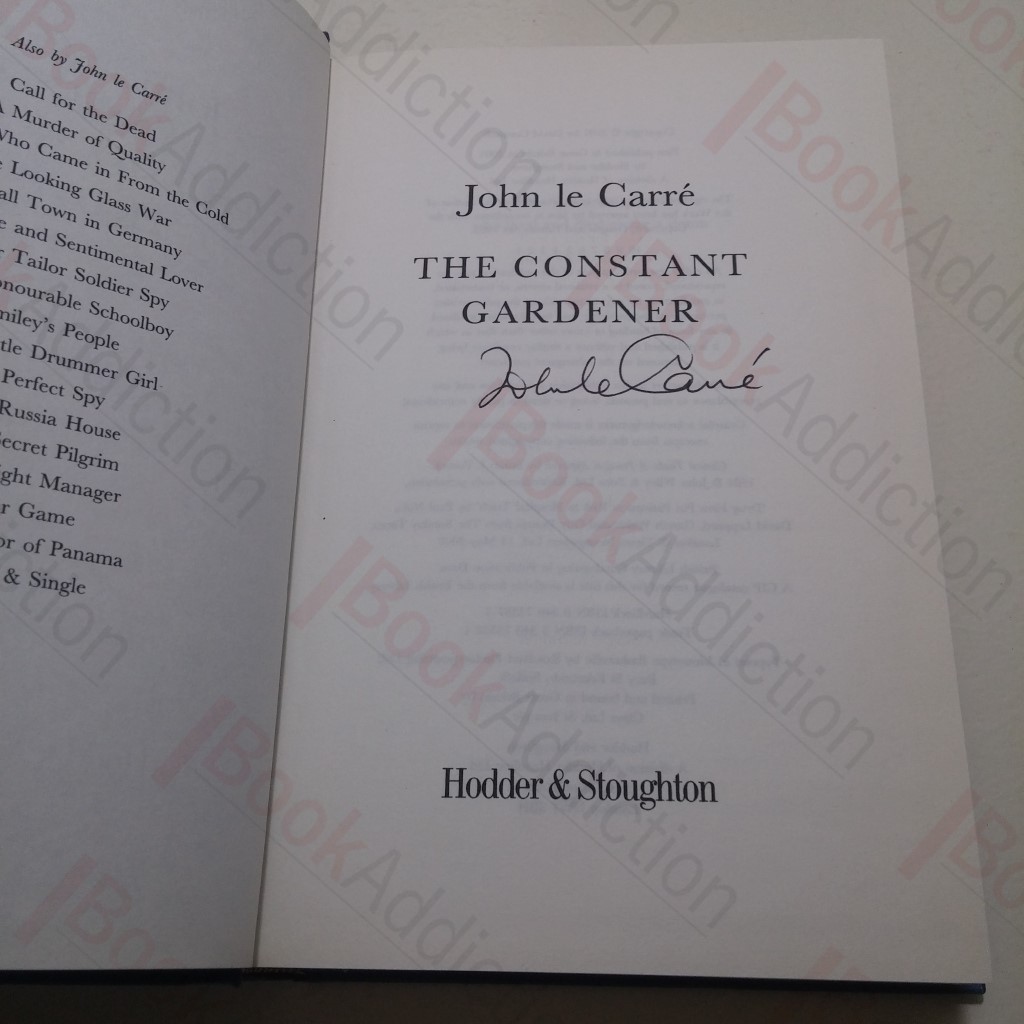 Also by John le Carré
Call for the Dead
A Murder of Quality
Who Came in From the Cold
Looking Glass War
all Town in Germany
and Sentimental Lover
Tailor Soldier Spy
onourable Schoolboy
miley's People
tle Drummer Girl
Perfect Spy
Russia House
ecret Pilgrim
ight Manager
r Game
or of Panama
& Single
John le Carré
THE CONSTANT
GARDENER
John le Carré
Hodder & Stoughton
BookAddiction